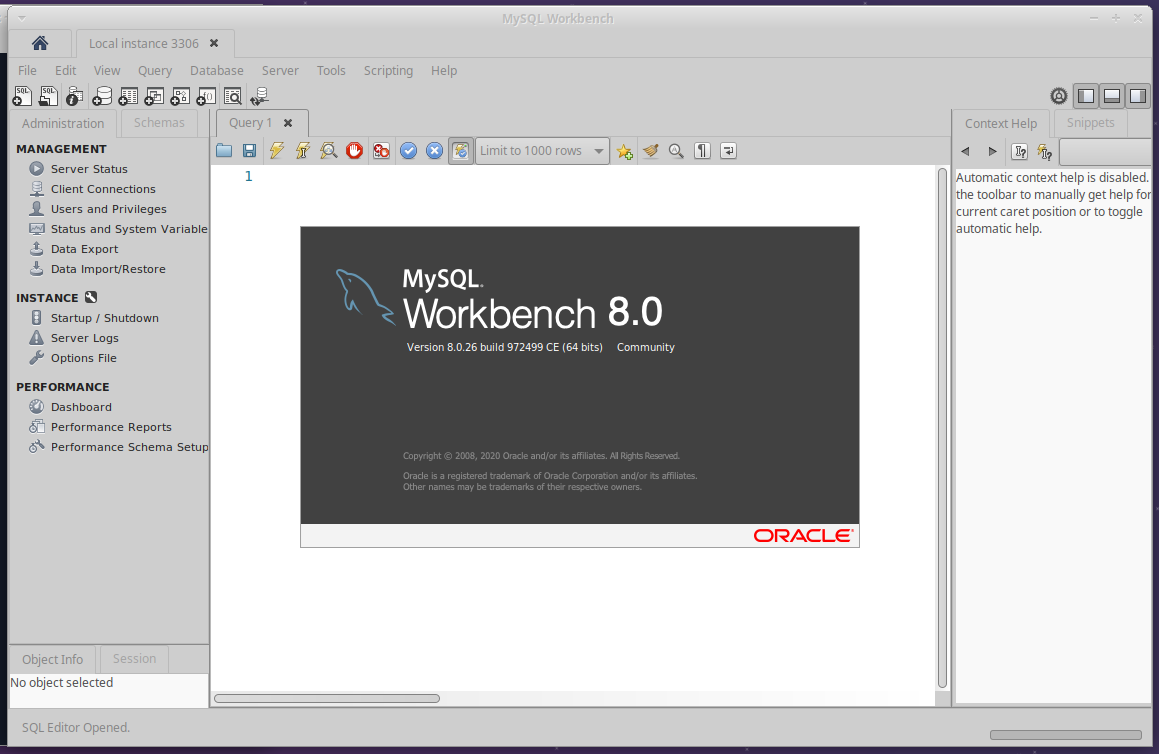 MySQL Workbench
Local instance 3306
File Edit View Query Database Server Tools Scripting Help
Administration Schemas
MANAGEMENT
Server Status
Client Connections
Users and Privileges
Status and System Variable
Data Export
Data Import/Restore
INSTANCE
Startup / Shutdown
Server Logs
Options File
PERFORMANCE
Dashboard
Performance Reports
Performance Schema Setup
Object Info Session
No object selected
Query 1
Limit to 1000 rows
1
MySQL
Workbench 8.0
Version 8.0.26 build 972499 CE (64 bits) Community
Copyright © 2008, 2020 Oracle and/or its affiliates. All Rights Reserved.
Oracle is a registered trademark of Oracle Corporation and/or its affiliates.
Other names may be trademarks of their respective owners.
ORACLE
Context Help Snippets
Automatic context help is disabled.
the toolbar to manually get help for
current caret position or to toggle
automatic help.
SQL Editor Opened.